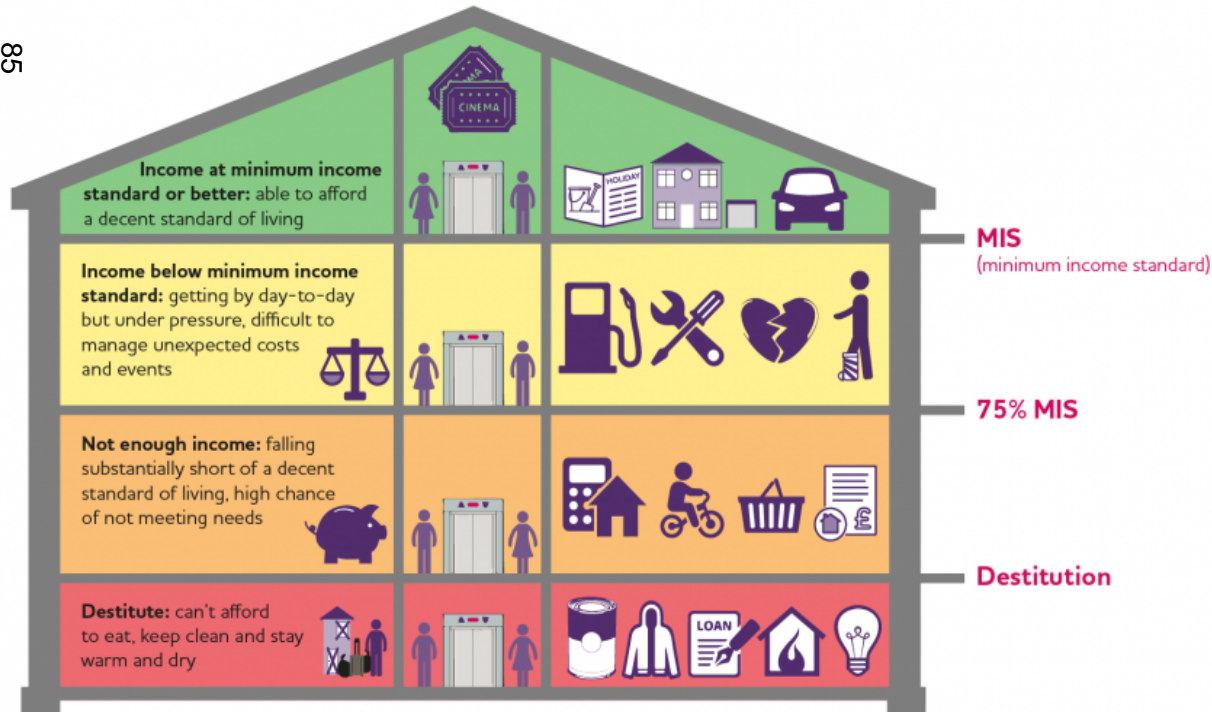 85
CINEMA
Income at minimum income
standard or better: able to afford
a decent standard of living
HOLIDAY
MIS
(minimum income standard)
Income below minimum income
standard: getting by day-to-day
but under pressure, difficult to
manage unexpected costs
and events
75% MIS
Not enough income: falling
substantially short of a decent
standard of living, high chance
of not meeting needs
£
Destitution
Destitute: can't afford
to eat, keep clean and stay
warm and dry
LOAN